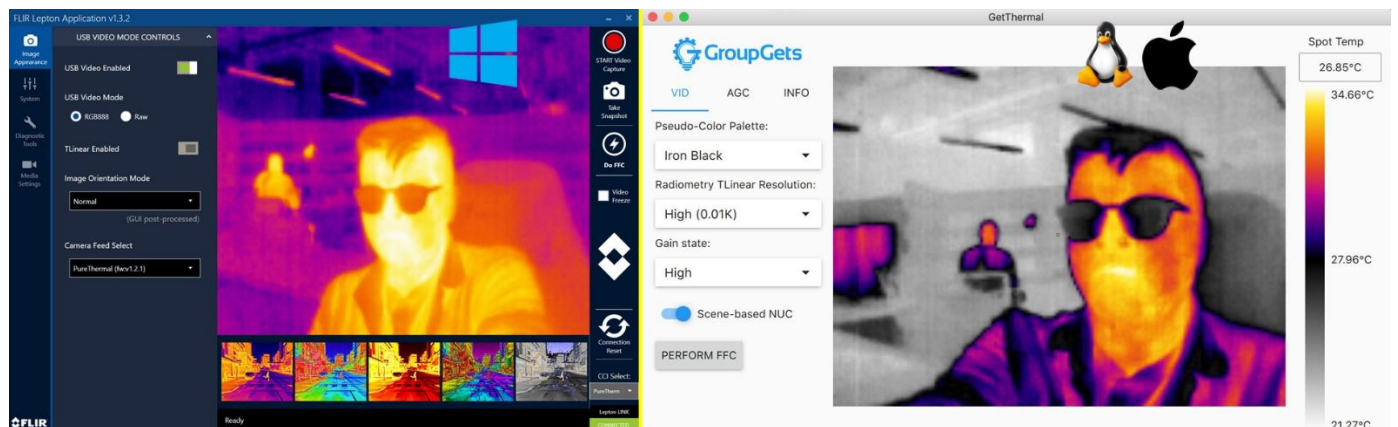 FLIR Lepton Application v1.3.2
Image
Appearance
System
Diagnostic
Tools
Media
Settings
FLIR
USB VIDEO MODE CONTROLS
USB Video Enabled
USB Video Mode
RGB888
Raw
TLinear Enabled
Image Orientation Mode
Normal
(GUI post-processed)
Camera Feed Select
PureThermal (fw:v1.2.1)
Ready
START Video
Capture
Take
Snapshot
Do FFC
Video
Freeze
Connection
Reset
CCI Select:
PureTherm
Lepton LINK
CONNECTED
GetThermal
GroupGets
VID AGC INFO
Pseudo-Color Palette:
Iron Black
Radiometry TLinear Resolution:
High (0.01K)
Gain state:
High
Scene-based NUC
PERFORM FFC
Spot Temp
26.85°C
34.66°C
27.96°C
21.27°C